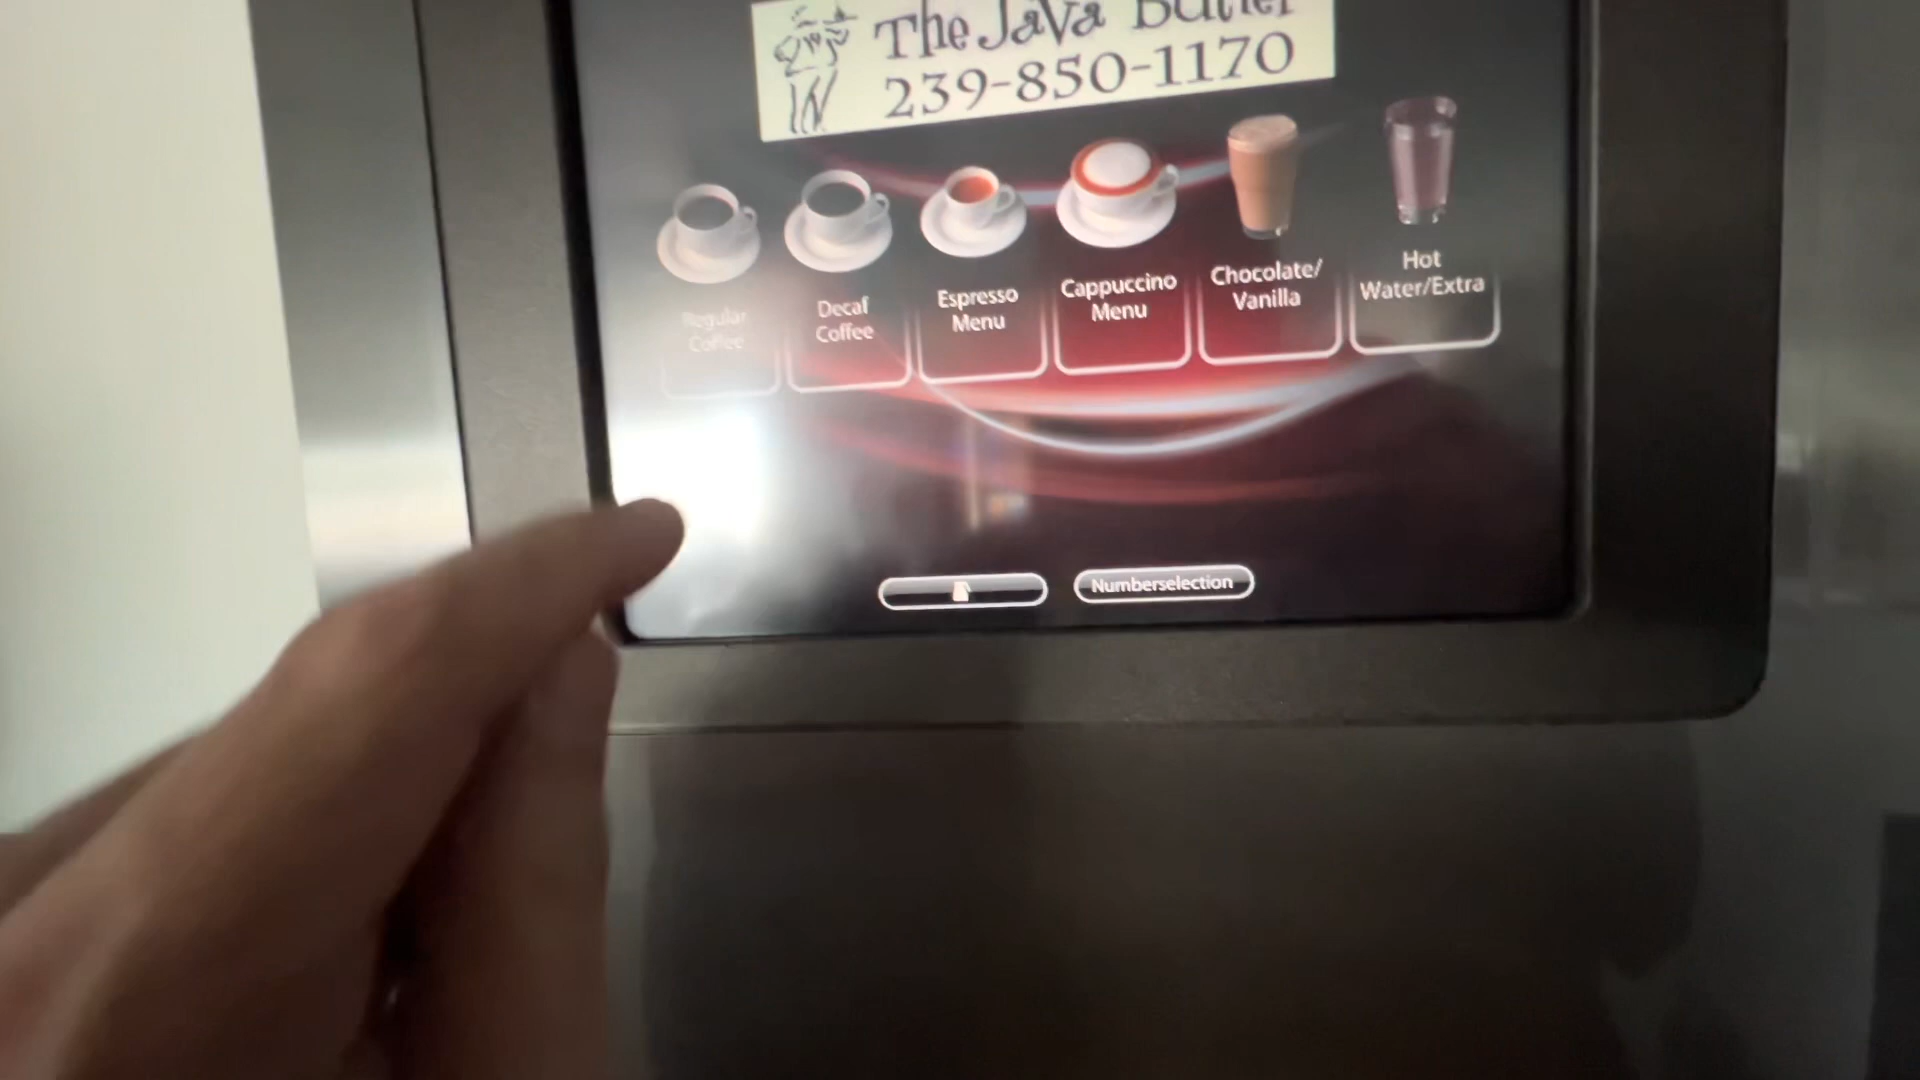 The Java Butler
239-850-1170
Regular
Coffee
Decaf
Coffee
Espresso
Menu
Cappuccino
Menu
Chocolate/
Vanilla
Hot
Water/Extra
Numberselection